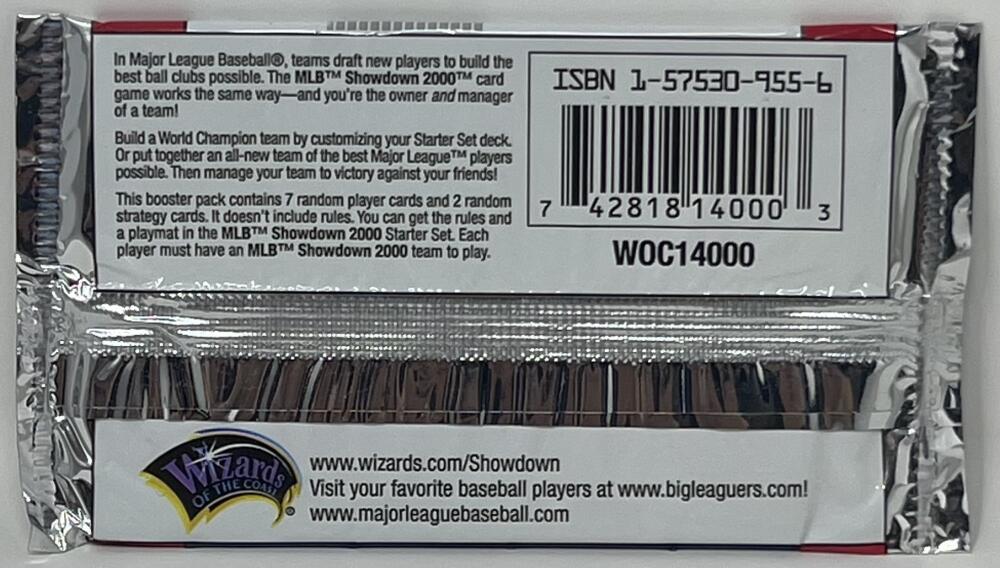 In Major League Baseball®, teams draft new players to build the
best ball clubs possible. The MLB™ Showdown 2000™ card
game works the same way—and you're the owner and manager
of a team!
Build a World Champion team by customizing your Starter Set deck.
Or put together an all-new team of the best Major League™ players
possible. Then manage your team to victory against your friends!
This booster pack contains 7 random player cards and 2 random
strategy cards. It doesn't include rules. You can get the rules and
a playmat in the MLB™ Showdown 2000 Starter Set. Each
player must have an MLB™ Showdown 2000 team to play.
ISBN 1-57530-955-6
7 42818 14000 3
WOC14000
Wizards
OF THE COAST
®
www.wizards.com/Showdown
Visit your favorite baseball players at www.bigleaguers.com!
www.majorleaguebaseball.com